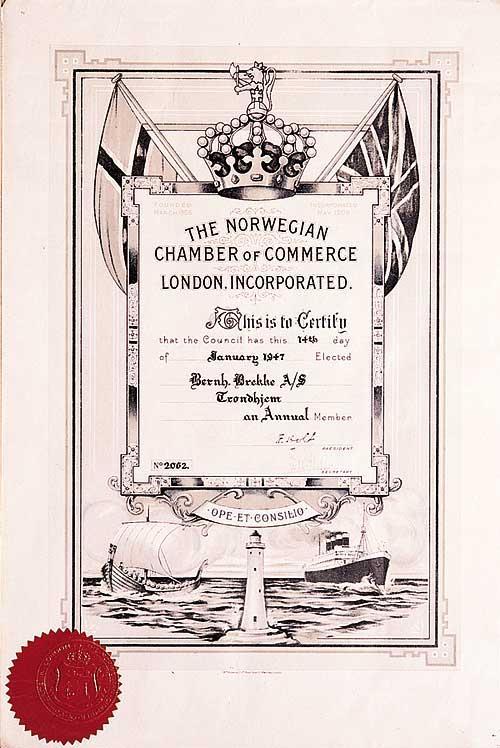 FOUNDED
MARCH 1906
INCORPORATED
MAY 1909
THE NORWEGIAN
CHAMBER OF COMMERCE
LONDON, INCORPORATED.
This is to Certify
that the Council has this 14th day
of January 1947 Elected
Bernh. Brekke A/S
Trondhjem
an Annual Member
PRESIDENT
SECRETARY
No 2062.
·OPE·ET·CONSILIO·